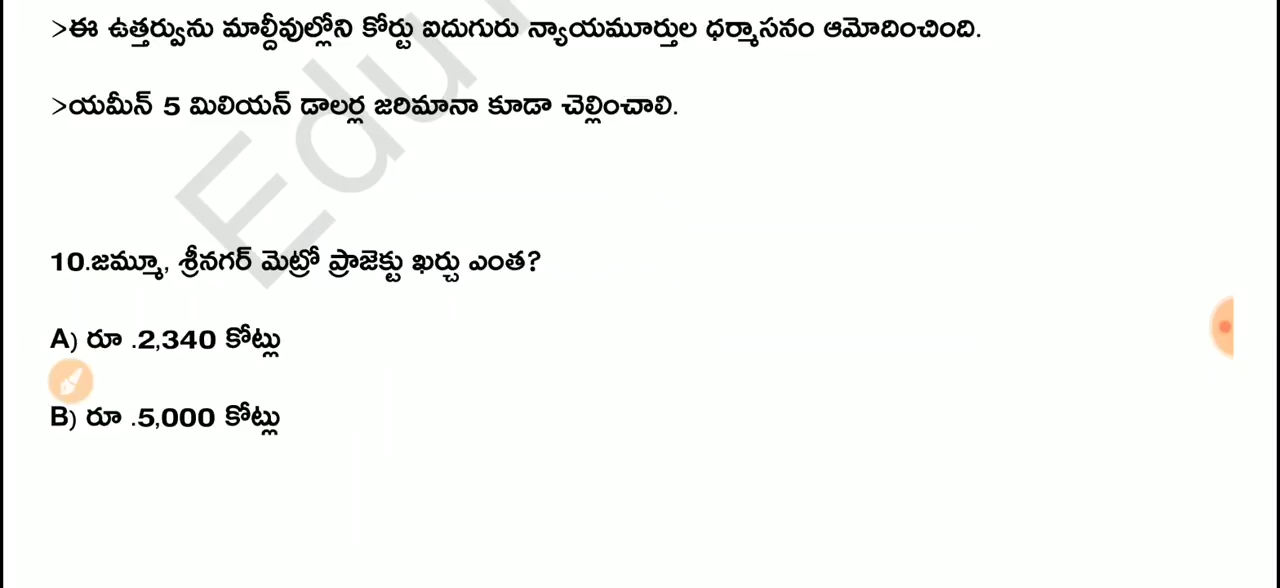 >ఈ ఉత్తర్వును మాల్దీవుల్లోని కోర్టు ఐదుగురు న్యాయమూర్తుల ధర్మాసనం ఆమోదించింది.
>యమీన్ 5 మిలియన్ డాలర్ల జరిమానా కూడా చెల్లించాలి.
Edu
10.జమ్మూ, శ్రీనగర్ మెట్రో ప్రాజెక్టు ఖర్చు ఎంత?
A) రూ .2,340 కోట్లు
B) రూ .5,000 కోట్లు